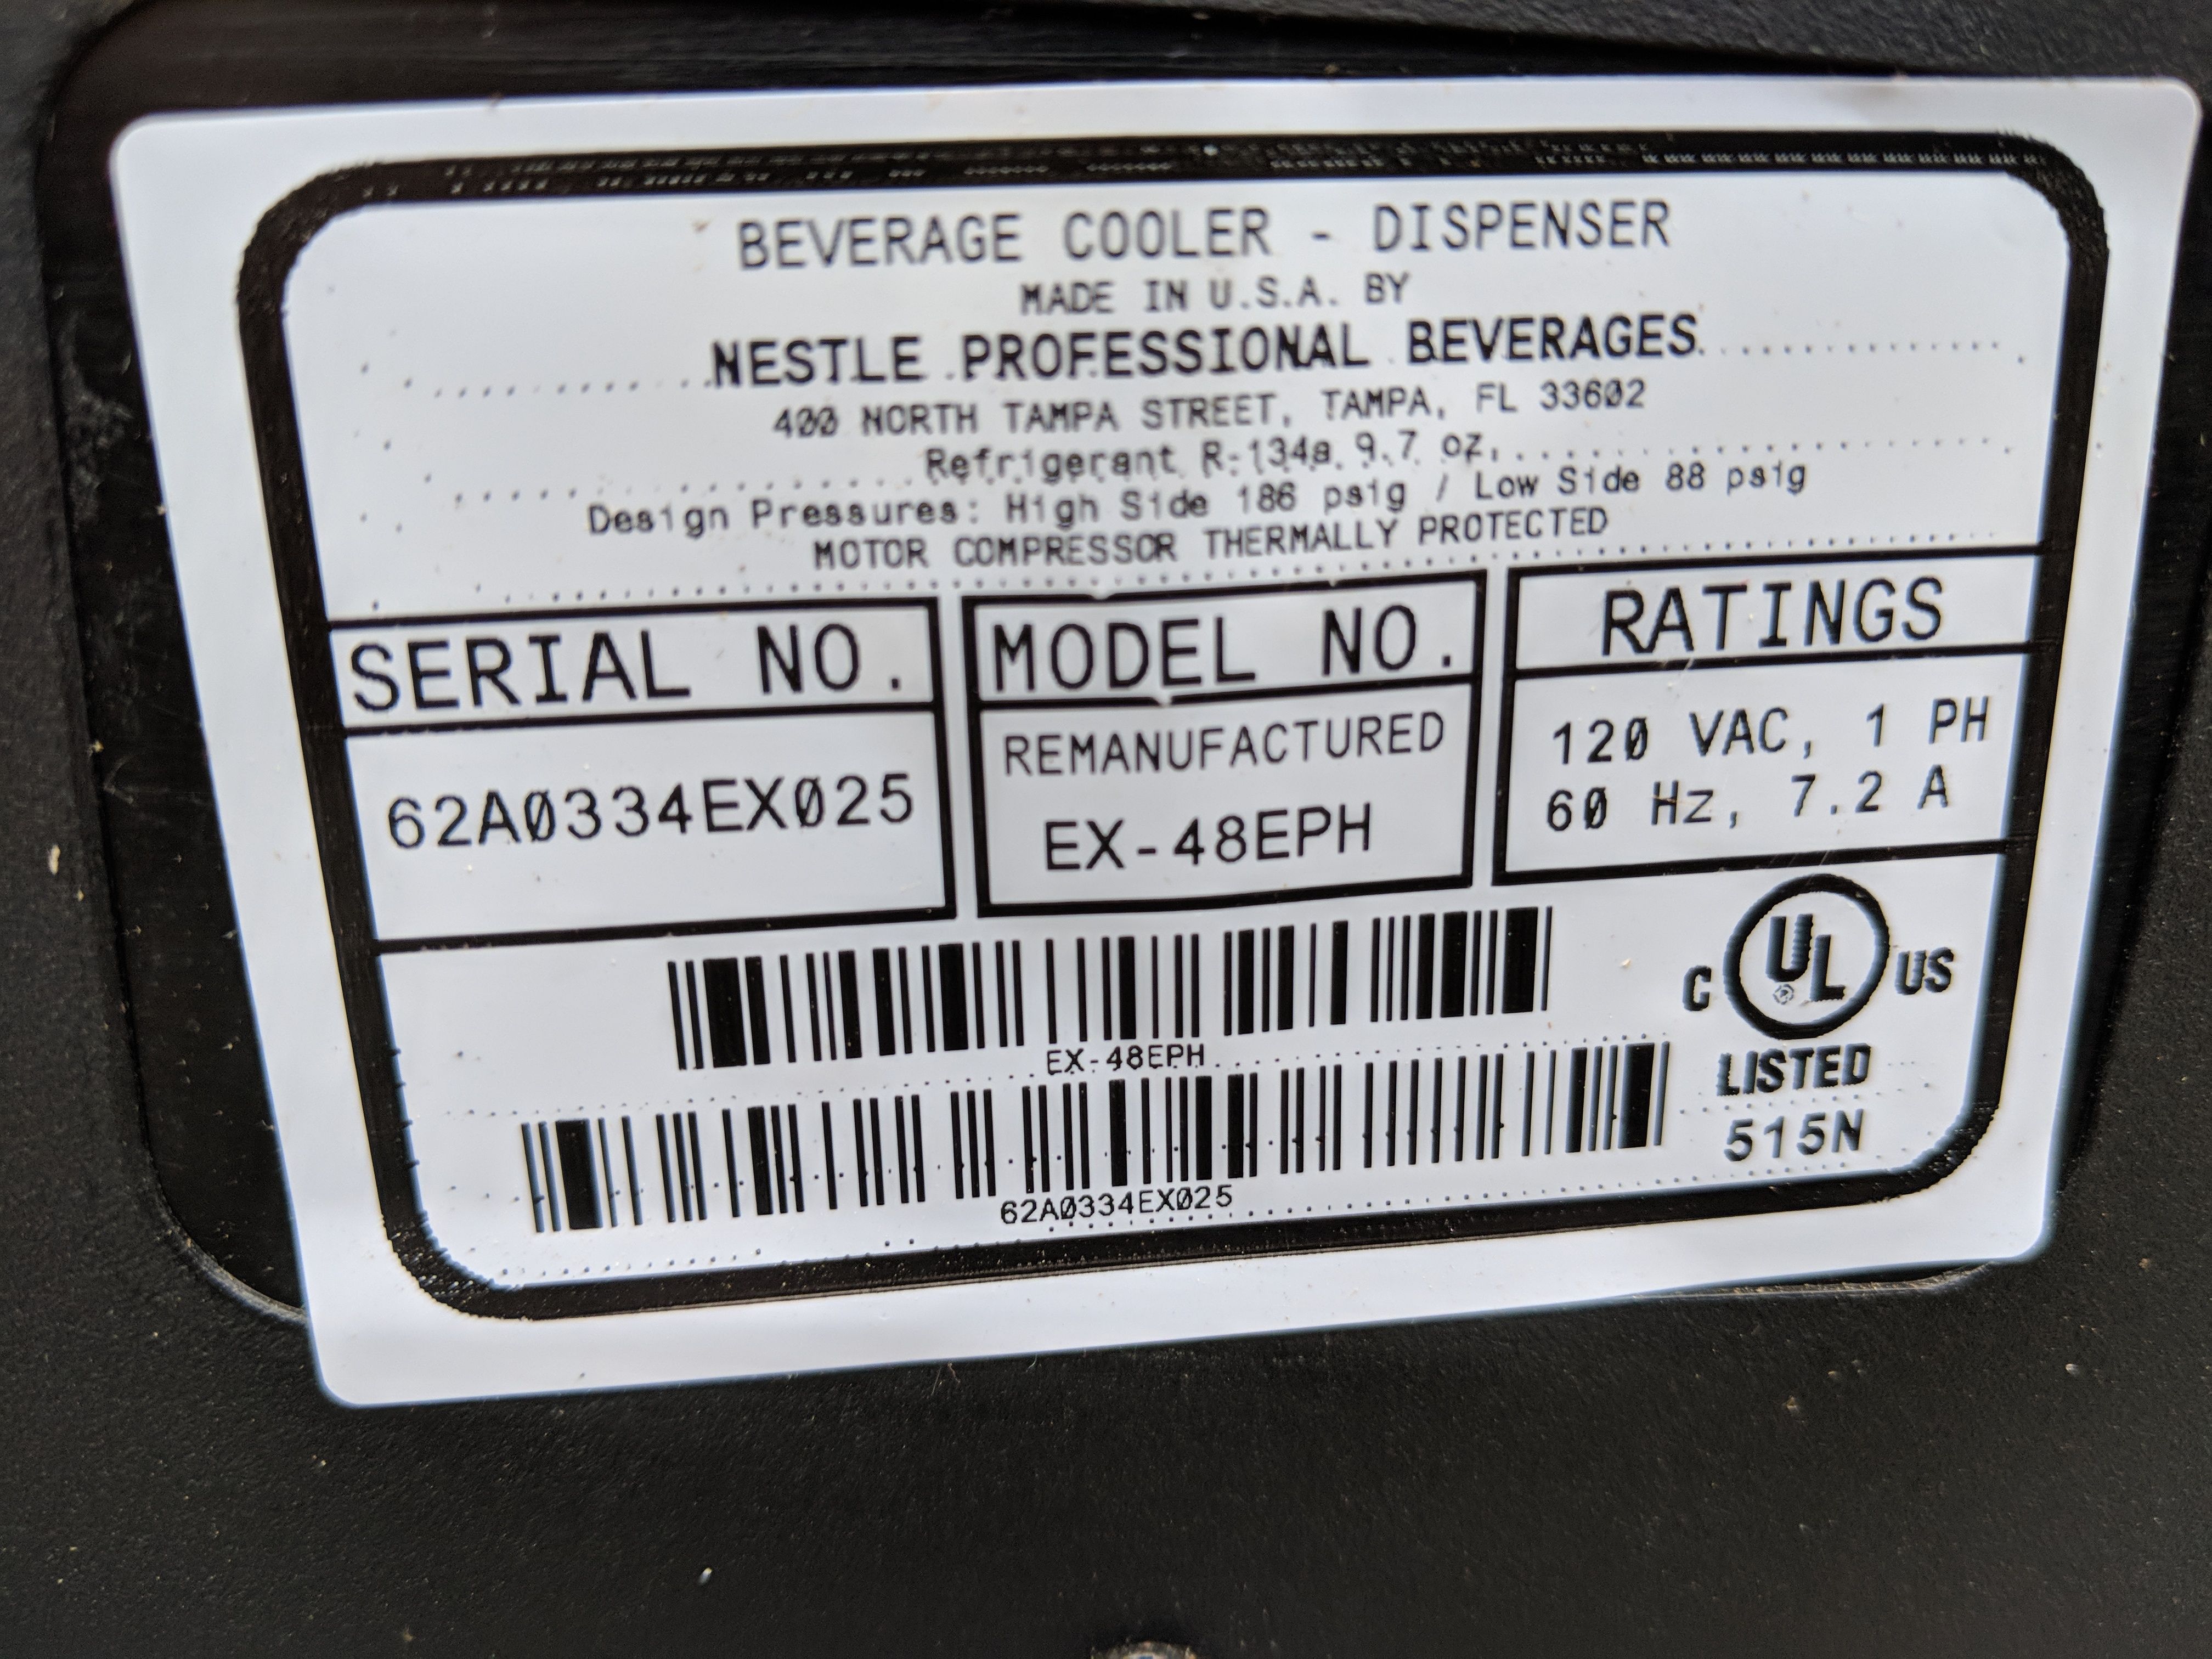 BEVERAGE COOLER - DISPENSER
MADE IN U.S.A. BY
NESTLE PROFESSIONAL BEVERAGES
400 NORTH TAMPA STREET, TAMPA, FL 33602
Refrigerant R-134a 9.7 oz.
Design Pressures: High Side 186 psig / Low Side 88 psig
MOTOR COMPRESSOR THERMALLY PROTECTED
SERIAL NO.
62A0334EX025
MODEL NO.
REMANUFACTURED
EX-48EPH
RATINGS
120 VAC, 1 PH
60 Hz, 7.2 A
EX-48EPH
62A0334EX025
C UL US
LISTED
515N